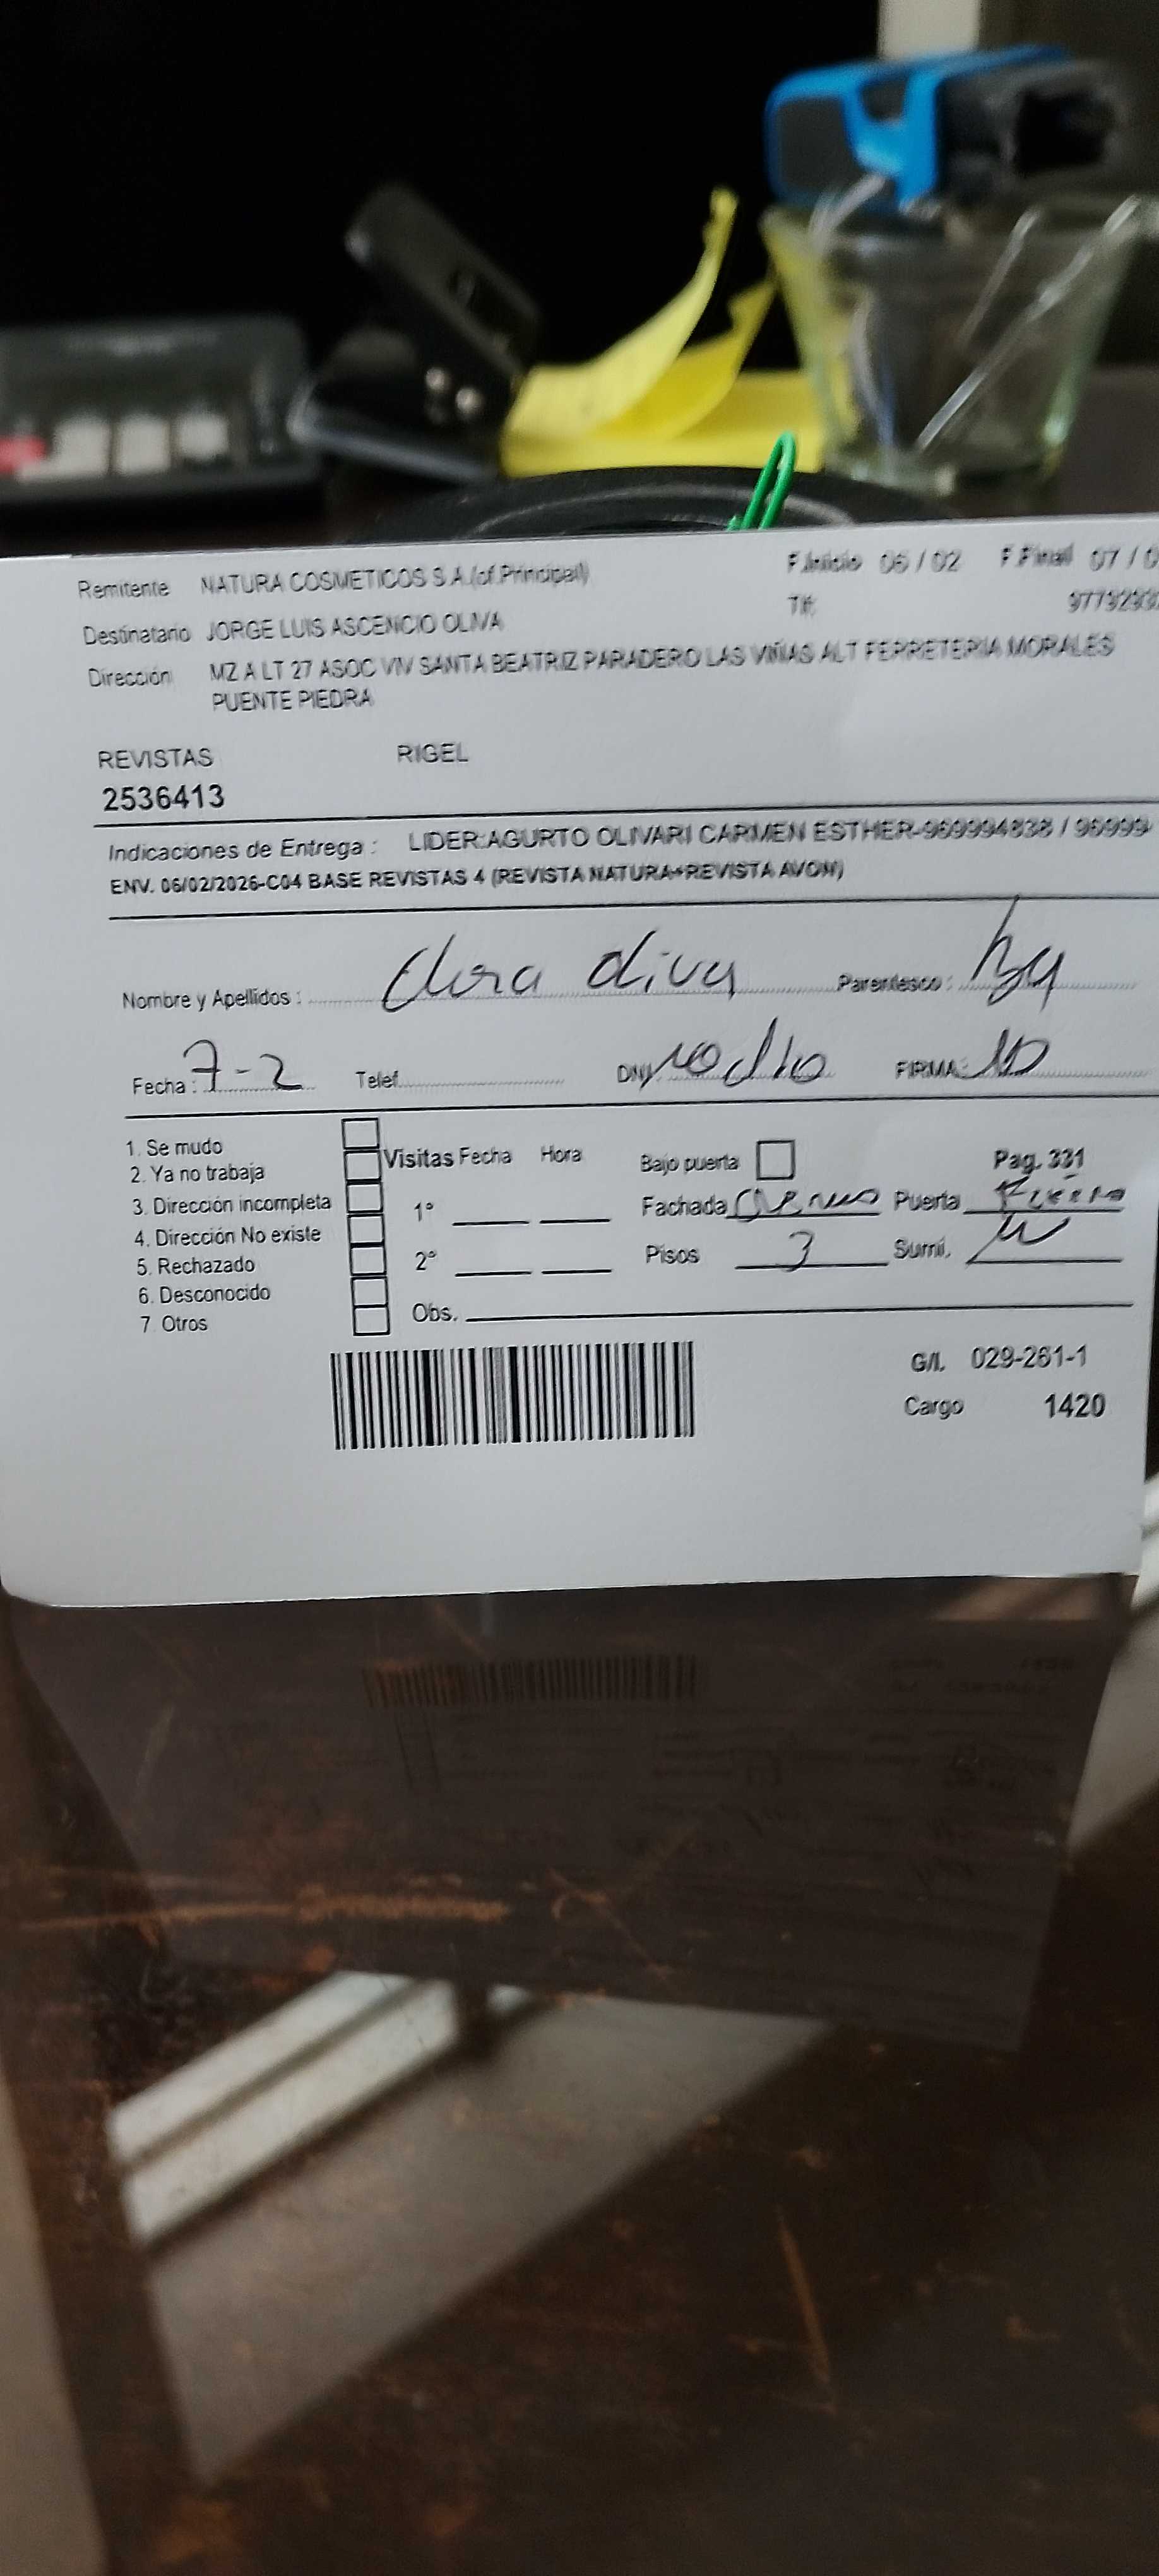 Remitente NATURA COSMETICOS S.A.(of.Principal) F.Inicio 06 / 02 F.Final 07 / 0
Destinatario JORGE LUIS ASCENCIO OLIVA Tlf:
Dirección MZ A LT 27 ASOC VIV SANTA BEATRIZ PARADERO LAS VIÑAS ALT FERRETERIA MORALES
PUENTE PIEDRA
REVISTAS RIGEL
2536413
Indicaciones de Entrega : LIDER:AGURTO OLIVARI CARMEN ESTHER-969994838 / 96999
ENV. 06/02/2026-C04 BASE REVISTAS 4 (REVISTA NATURA+REVISTA AVON)
Nombre y Apellidos : oliva Parentesco :
Fecha : 7-2 Telef. DNI FIRMA:
1. Se mudo
2. Ya no trabaja Visitas Fecha Hora Bajo puerta Pag. 331
3. Dirección incompleta 1° Fachada Puerta
4. Dirección No existe
5. Rechazado 2° Pisos 3 Sumi.
6. Desconocido
7. Otros Obs.
G/I. 029-261-1
Cargo 1420